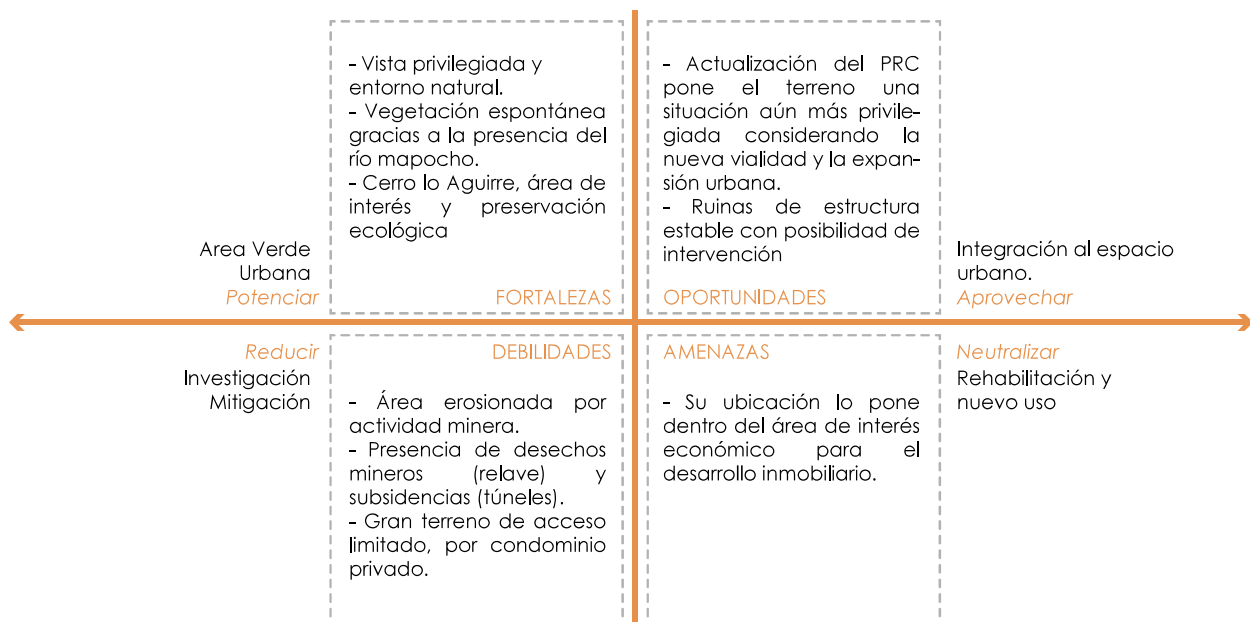 - Vista privilegiada y
entorno natural.
- Vegetación espontánea
gracias a la presencia del
río mapocho.
- Cerro lo Aguirre, área de
interés y preservación
ecológica
Area Verde
Urbana
Potenciar
FORTALEZAS
- Actualización del PRC
pone el terreno una
situación aún más privile-
giada considerando la
nueva vialidad y la expan-
sión urbana.
- Ruinas de estructura
estable con posibilidad de
intervención
OPORTUNIDADES
Integración al espacio
urbano.
Aprovechar
Reducir
Investigación
Mitigación
DEBILIDADES
- Área erosionada por
actividad minera.
- Presencia de desechos
mineros (relave) y
subsidencias (túneles).
- Gran terreno de acceso
limitado, por condominio
privado.
AMENAZAS
- Su ubicación lo pone
dentro del área de interés
económico para el
desarrollo inmobiliario.
Neutralizar
Rehabilitación y
nuevo uso